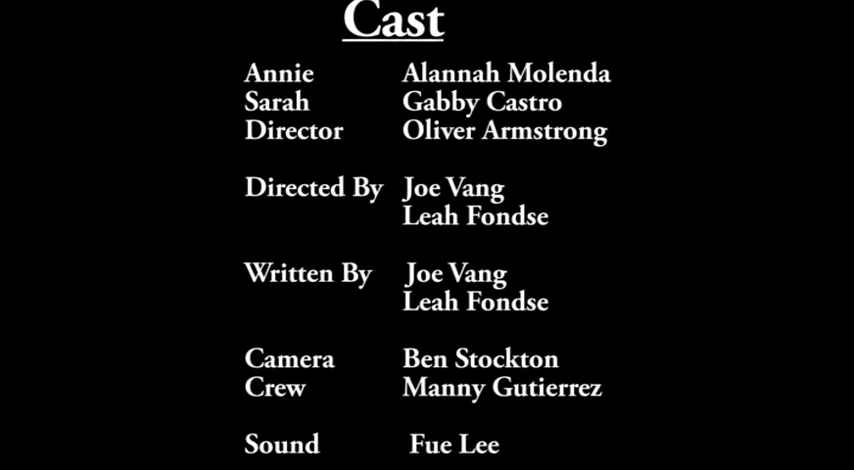 Cast
Annie Alannah Molenda
Sarah Gabby Castro
Director Oliver Armstrong
Directed By Joe Vang
Leah Fondse
Written By Joe Vang
Leah Fondse
Camera Ben Stockton
Crew Manny Gutierrez
Sound Fue Lee